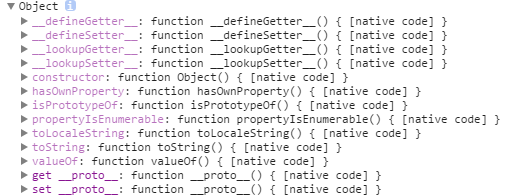 Object i
__defineGetter__: function __defineGetter__() { [native code] }
__defineSetter__: function __defineSetter__() { [native code] }
__lookupGetter__: function __lookupGetter__() { [native code] }
__lookupSetter__: function __lookupSetter__() { [native code] }
constructor: function Object() { [native code] }
hasOwnProperty: function hasOwnProperty() { [native code] }
isPrototypeOf: function isPrototypeOf() { [native code] }
propertyIsEnumerable: function propertyIsEnumerable() { [native code] }
toLocaleString: function toLocaleString() { [native code] }
toString: function toString() { [native code] }
valueOf: function valueOf() { [native code] }
get __proto__: function __proto__() { [native code] }
set __proto__: function __proto__() { [native code] }